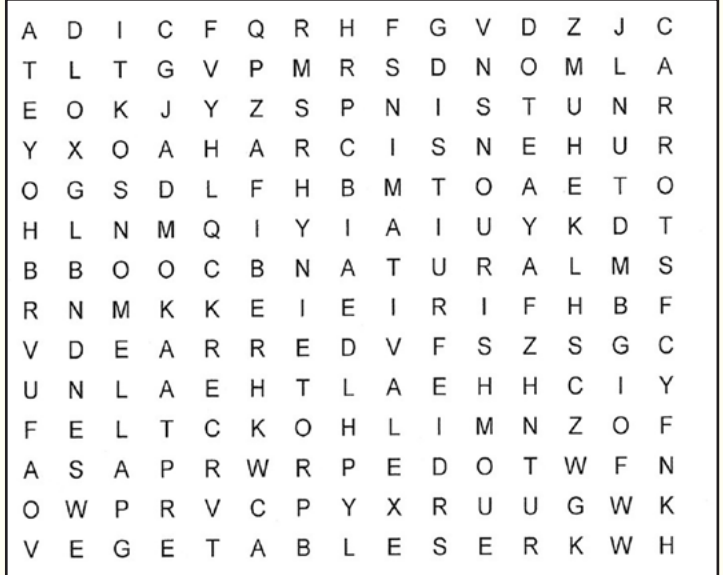 A D I C F Q R H F G V D Z J C
T L T G V P M R S D N O M L A
E O K J Y Z S P N I S T U N R
Y X O A H A R C I S N E H U R
O G S D L F H B M T O A E T O
H L N M Q I Y I A I U Y K D T
B B O O C B N A T U R A L M S
R N M K K E I E I R I F H B F
V D E A R R E D V F S Z S G C
U N L A E H T L A E H H C I Y
F E L T C K O H L I M N Z O F
A S A P R W R P E D O T W F N
O W P R V C P Y X R U U G W K
V E G E T A B L E S E R K W H